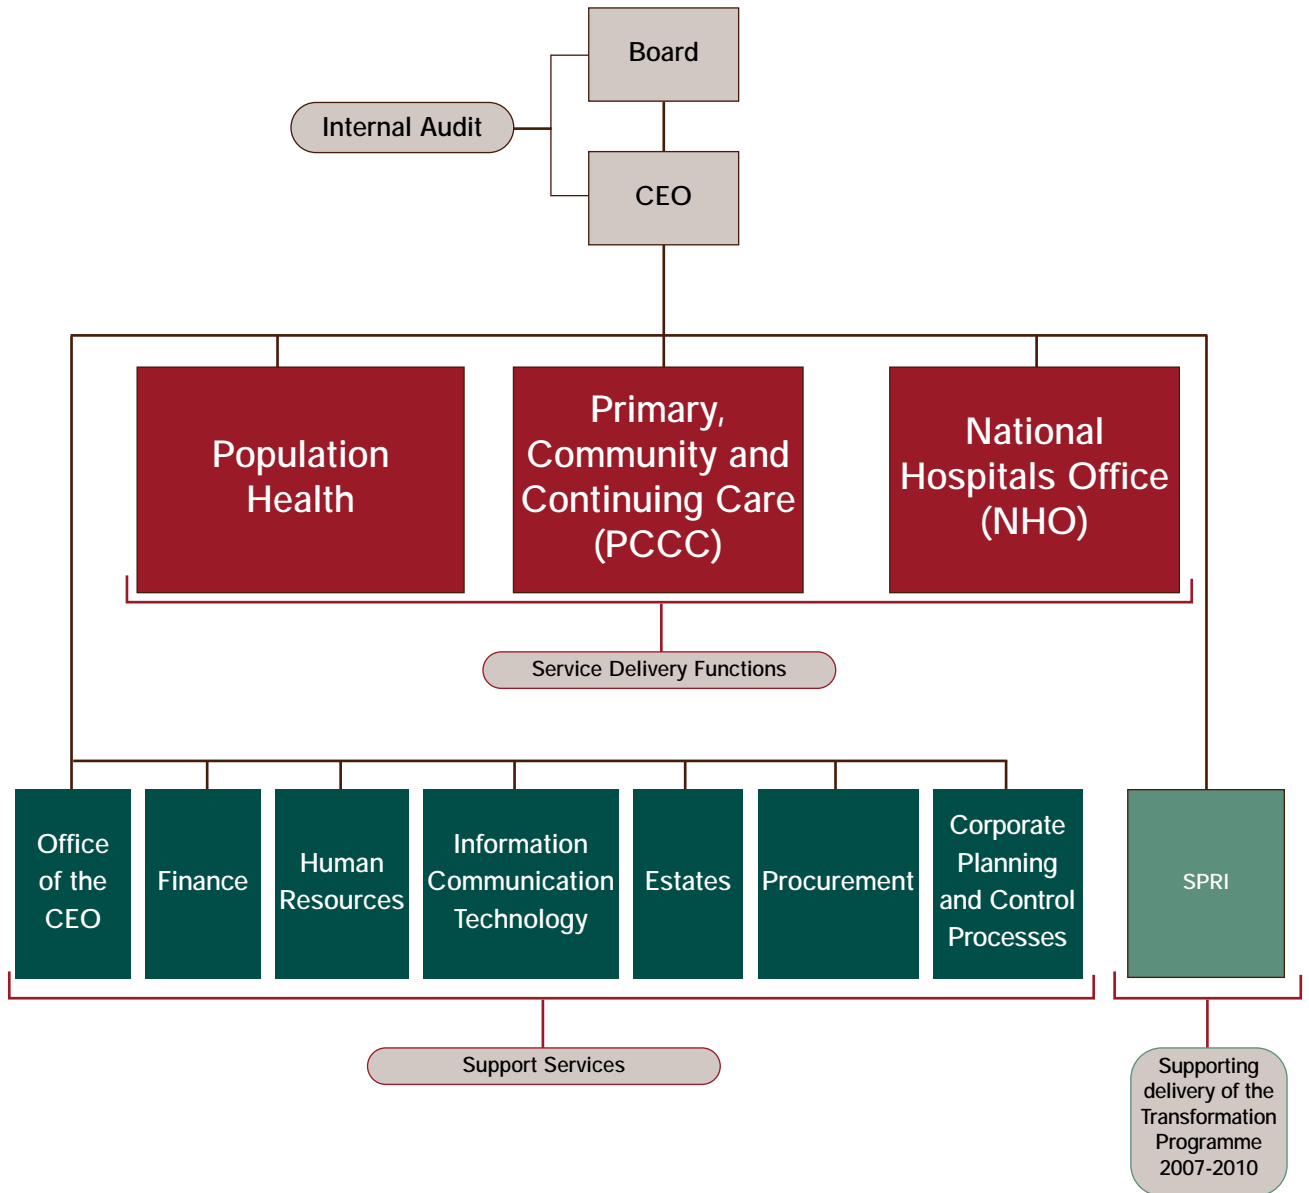 Board
Internal Audit
CEO
Population
Health
Primary,
Community and
Continuing Care
(PCCC)
National
Hospitals Office
(NHO)
Service Delivery Functions
Office
of the
CEO
Finance
Human
Resources
Information
Communication
Technology
Estates
Procurement
Corporate
Planning
and Control
Processes
SPRI
Support Services
Supporting
delivery of the
Transformation
Programme
2007-2010